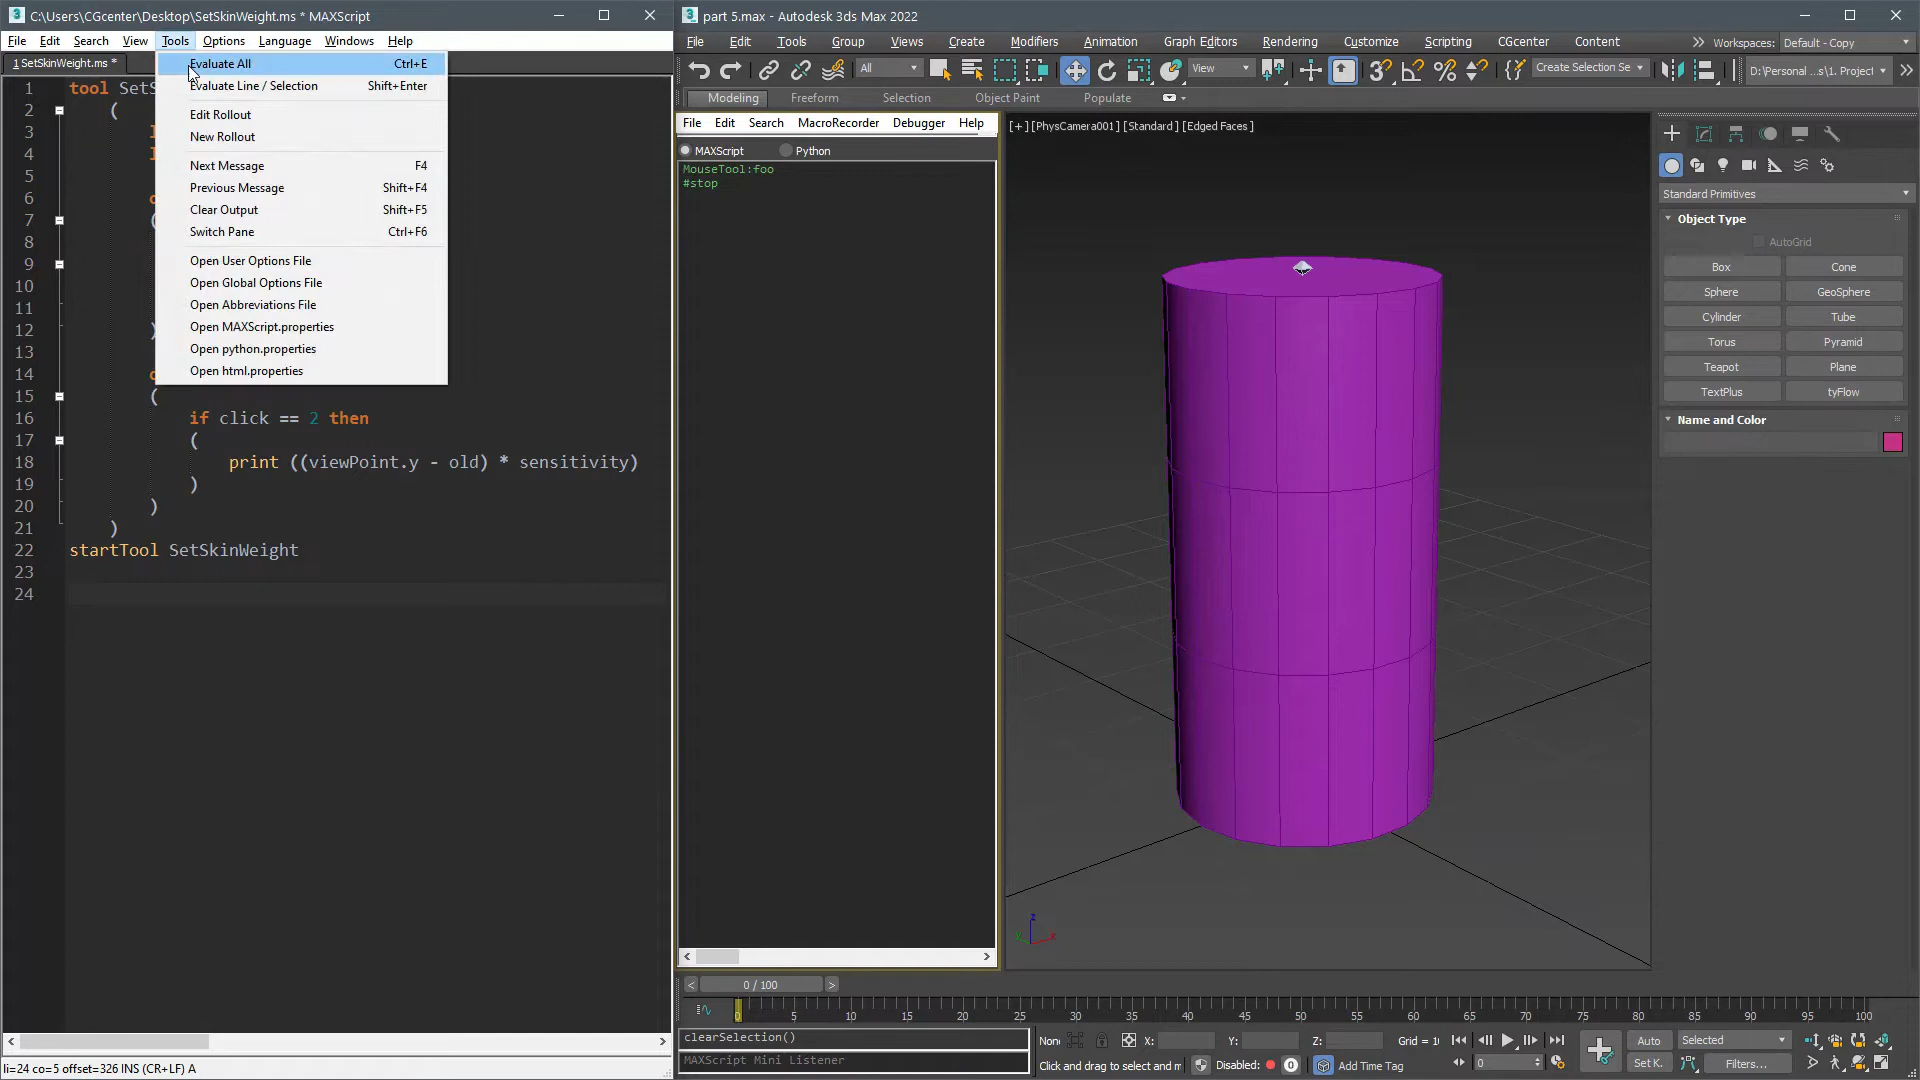 C:\Users\CGcenter\Desktop\SetSkinWeight.ms * MAXScript
File Edit Search View Tools Options Language Windows Help
1 SetSkinWeight.ms *
1 tool SetS
2 (
3
4
5
6
7
8
9
10
11
12 )
13
14
15 (
16 if click == 2 then
17 (
18 print ((viewPoint.y - old) * sensitivity)
19 )
20 )
21 )
22 startTool SetSkinWeight
23
24
Evaluate All Ctrl+E
Evaluate Line / Selection Shift+Enter
Edit Rollout
New Rollout
Next Message F4
Previous Message Shift+F4
Clear Output Shift+F5
Switch Pane Ctrl+F6
Open User Options File
Open Global Options File
Open Abbreviations File
Open MAXScript.properties
Open python.properties
Open html.properties
li=24 co=5 offset=326 INS (CR+LF) A
part 5.max - Autodesk 3ds Max 2022
File Edit Tools Group Views Create Modifiers Animation Graph Editors Rendering Customize Scripting CGcenter Content Workspaces: Default - Copy
All View Create Selection Se D:\Personal ...s\1. Project
Modeling Freeform Selection Object Paint Populate
File Edit Search MacroRecorder Debugger Help
MAXScript Python
MouseTool:foo
#stop
[+] [PhysCamera001] [Standard] [Edged Faces]
z
x
Standard Primitives
Object Type
AutoGrid
Box Cone
Sphere GeoSphere
Cylinder Tube
Torus Pyramid
Teapot Plane
TextPlus tyFlow
Name and Color
0 / 100
0 5 10 15 20 25 30 35 40 45 50 55 60 65 70 75 80 85 90 95 100
clearSelection()
MAXScript Mini Listener
None X: Y: Z: Grid = 1
Click and drag to select and m Disabled: 0 Add Time Tag
0
Auto Selected
Set K. Filters...